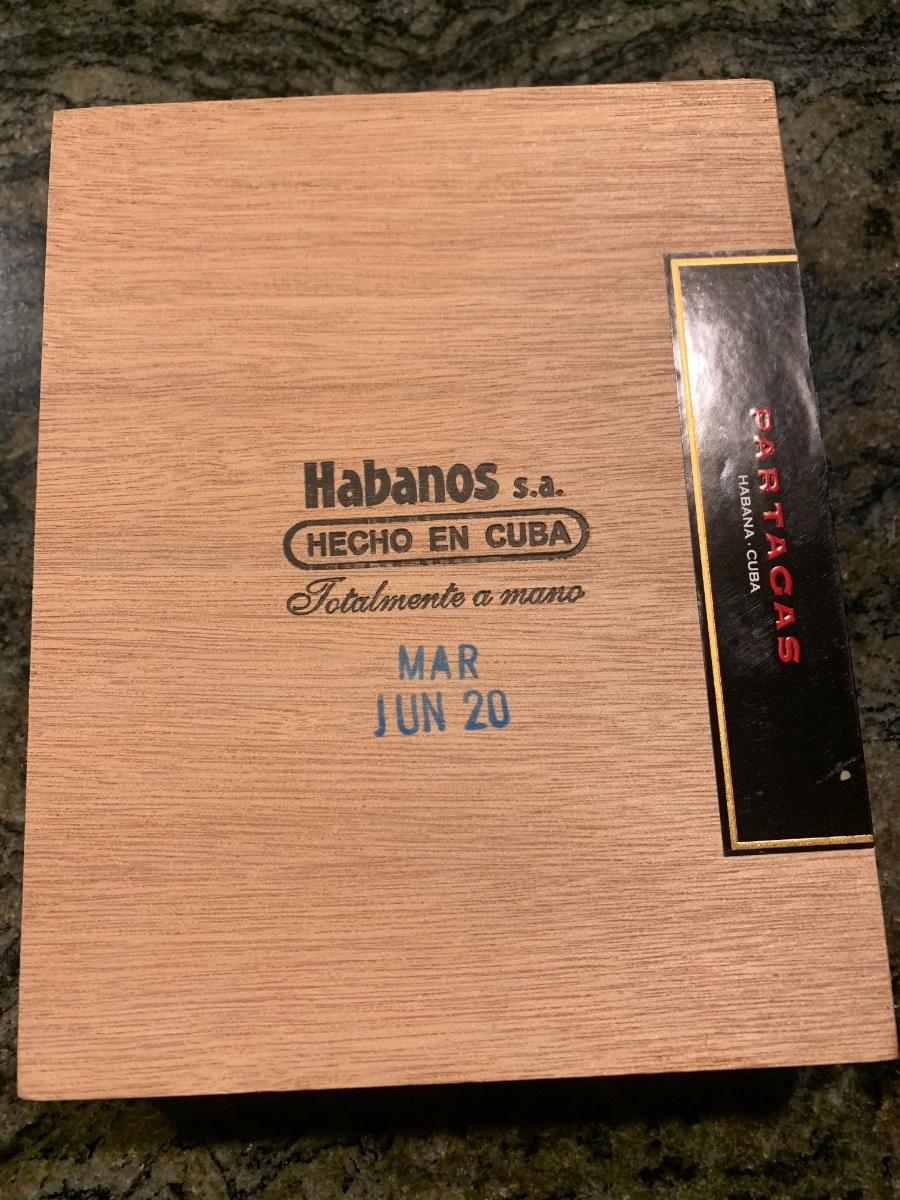 Habanos s.a.
HECHO EN CUBA
Totalmente a mano
MAR
JUN 20
PARTAGAS
HABANA · CUBA